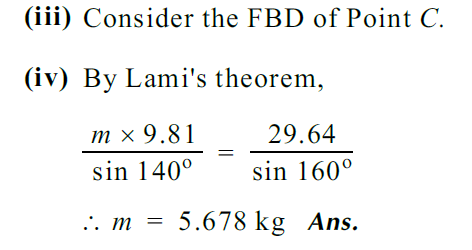 (iii) Consider the FBD of Point C.
(iv) By Lami's theorem,
m × 9.81 / sin 140° = 29.64 / sin 160°
∴ m = 5.678 kg Ans.